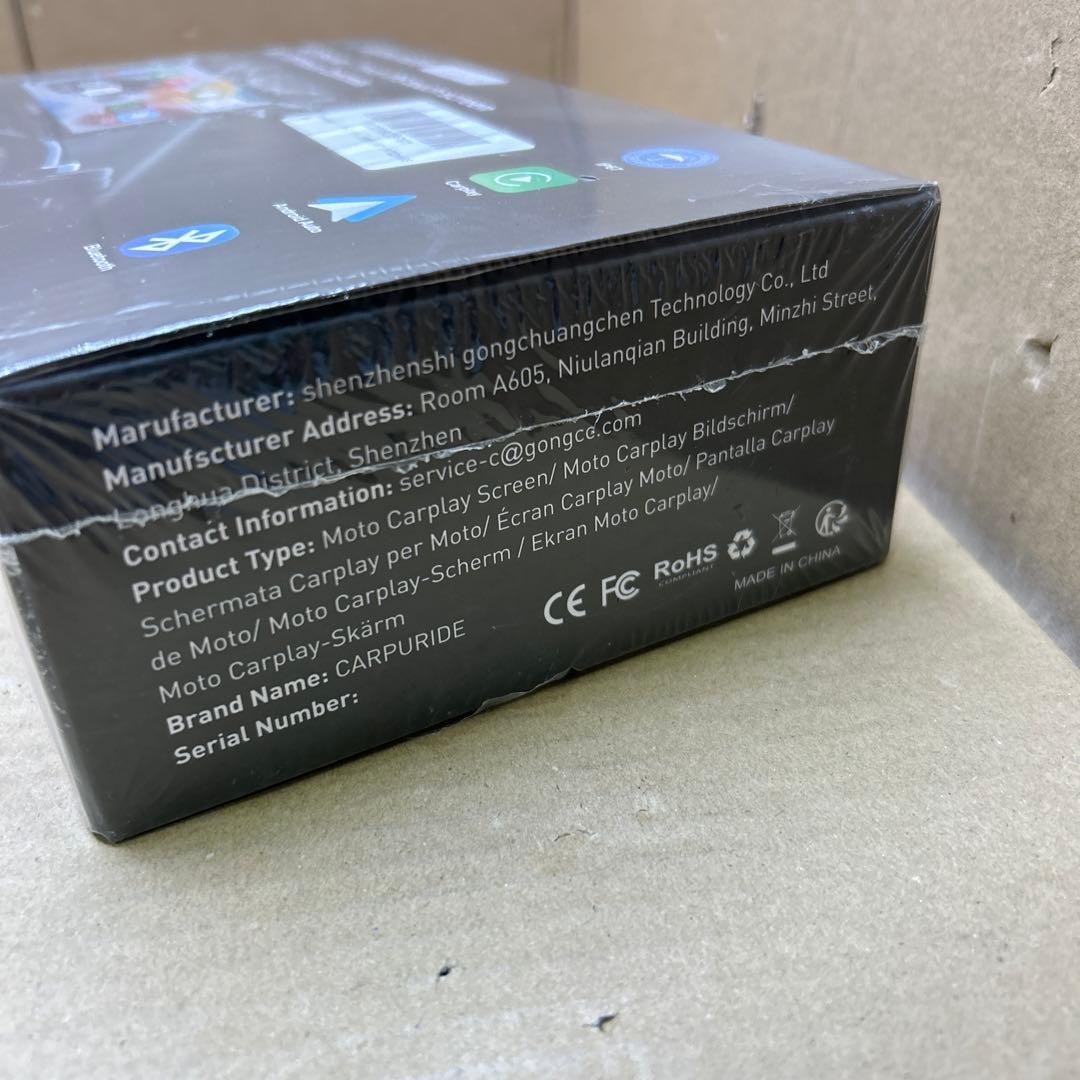 Bluetooth
Android Auto
Carplay
Marufacturer: shenzhenshi gongchuangchen Technology Co., Ltd
Manufscturer Address: Room A605, Niulanqian Building, Minzhi Street,
Longhua District, Shenzhen
Contact Information: service-c@gongcc.com
Product Type: Moto Carplay Screen/ Moto Carplay Bildschirm/
Schermata Carplay per Moto/ Écran Carplay Moto/ Pantalla Carplay
de Moto/ Moto Carplay-Scherm / Ekran Moto Carplay/
Moto Carplay-Skärm
Brand Name: CARPURIDE
Serial Number:
CE FC RoHS
COMPLIANT
MADE IN CHINA